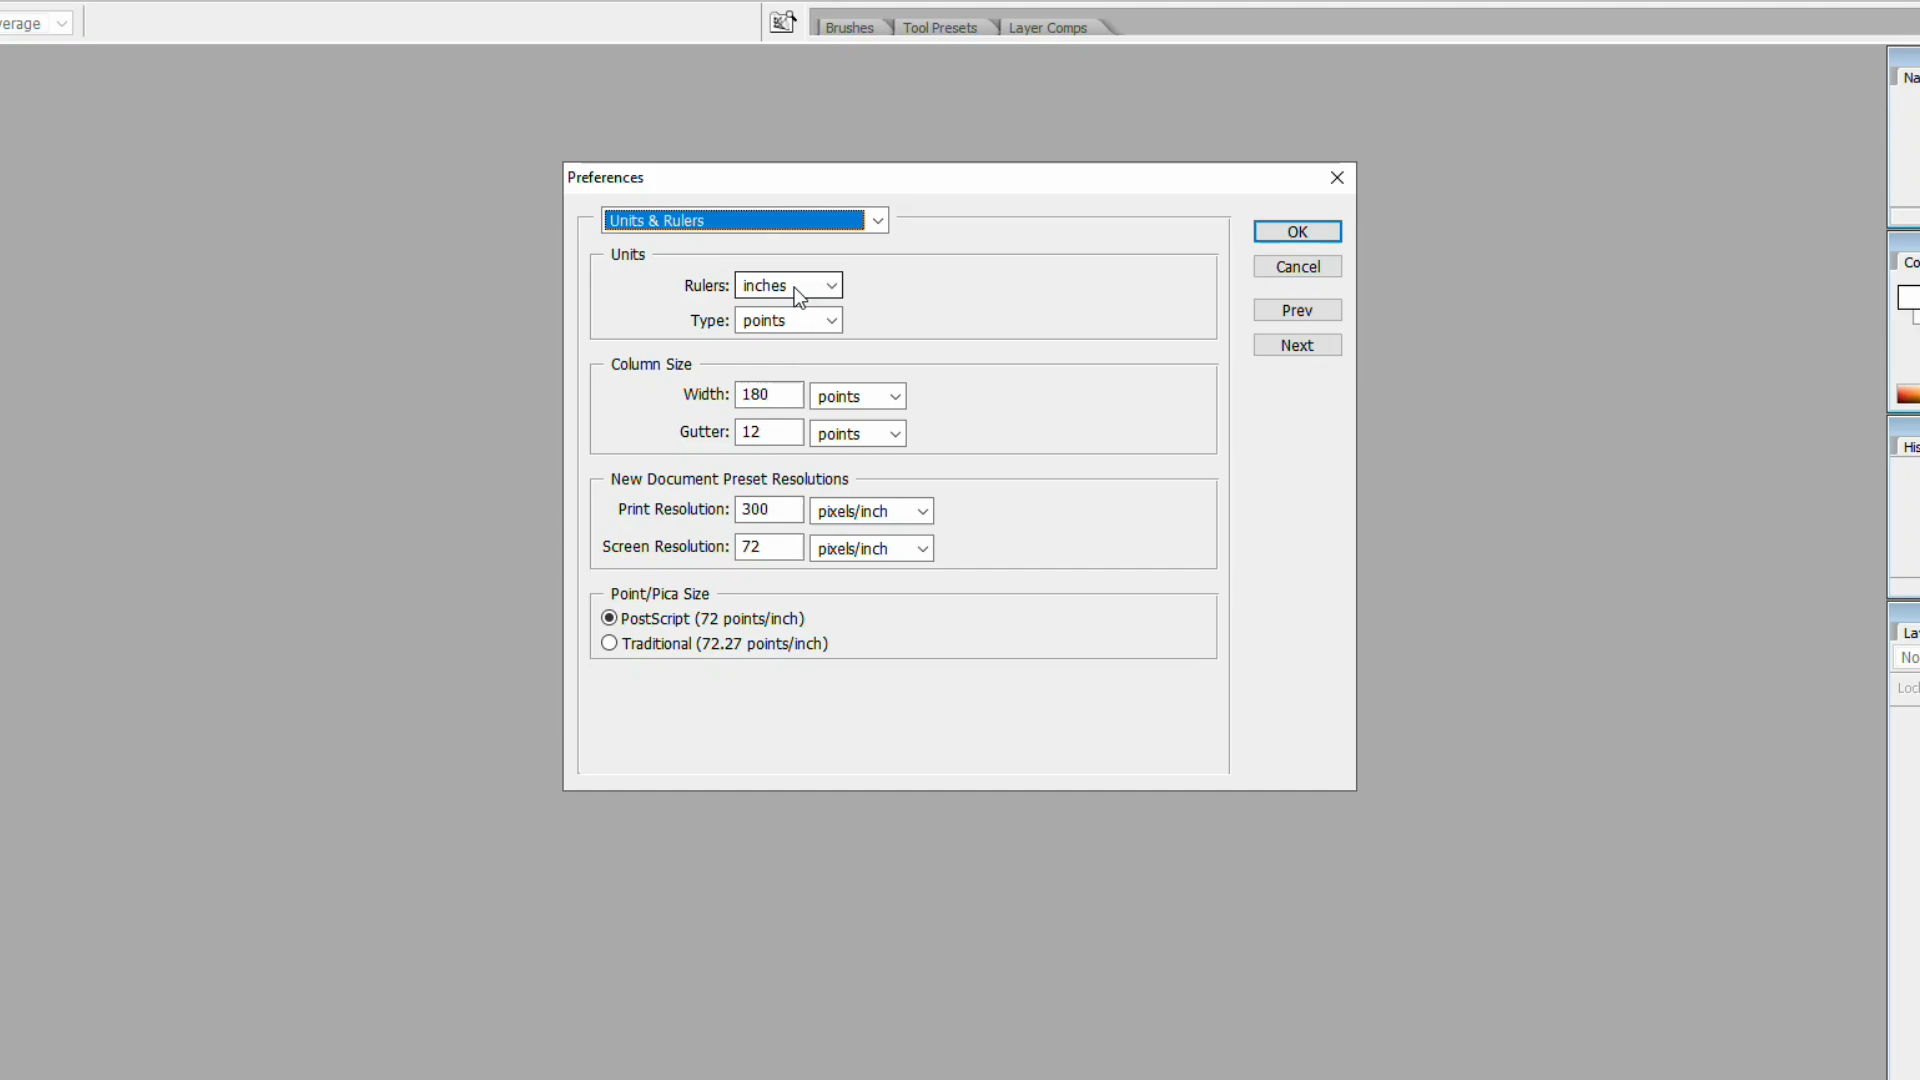 verage
Brushes
Tool Presets
Layer Comps
Preferences
Units & Rulers
OK
Cancel
Prev
Next
Units
Rulers: inches
Type: points
Column Size
Width: 180 points
Gutter: 12 points
New Document Preset Resolutions
Print Resolution: 300 pixels/inch
Screen Resolution: 72 pixels/inch
Point/Pica Size
PostScript (72 points/inch)
Traditional (72.27 points/inch)
Na
Co
His
La
No
Loc